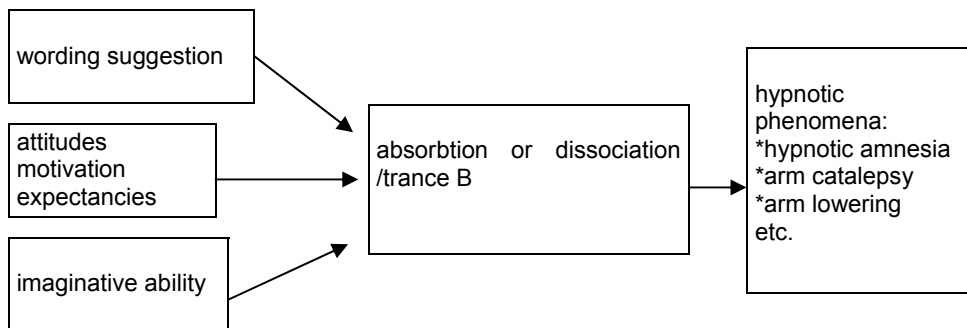 wording suggestion
attitudes
motivation
expectancies
imaginative ability
absorbtion or dissociation
/trance B
hypnotic
phenomena:
*hypnotic amnesia
*arm catalepsy
*arm lowering
etc.